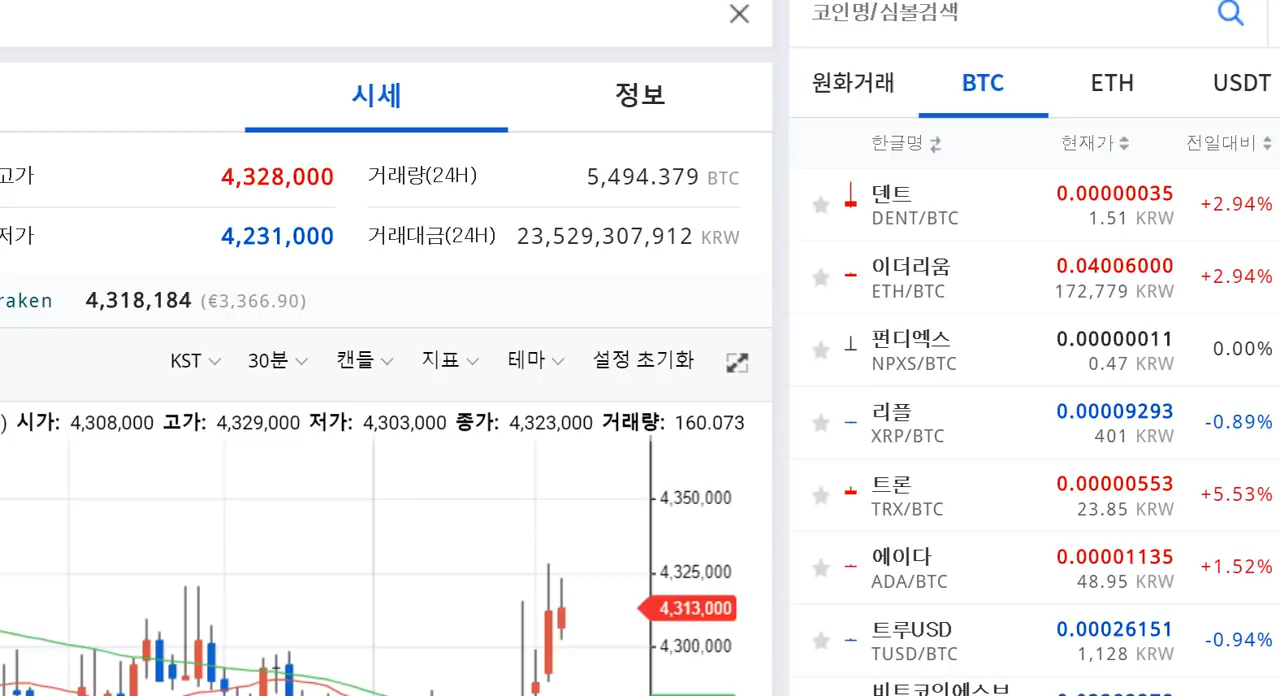 시세 정보
고가 4,328,000 거래량(24H) 5,494.379 BTC
저가 4,231,000 거래대금(24H) 23,529,307,912 KRW
raken 4,318,184 (€3,366.90)
KST 30분 캔들 지표 테마 설정 초기화
) 시가: 4,308,000 고가: 4,329,000 저가: 4,303,000 종가: 4,323,000 거래량: 160.073
4,350,000
4,325,000
4,313,000
4,300,000
코인명/심볼검색
원화거래 BTC ETH USDT
한글명 현재가 전일대비
덴트 0.00000035 +2.94%
DENT/BTC 1.51 KRW
이더리움 0.04006000 +2.94%
ETH/BTC 172,779 KRW
펀디엑스 0.00000011 0.00%
NPXS/BTC 0.47 KRW
리플 0.00009293 -0.89%
XRP/BTC 401 KRW
트론 0.00000553 +5.53%
TRX/BTC 23.85 KRW
에이다 0.00001135 +1.52%
ADA/BTC 48.95 KRW
트루USD 0.00026151 -0.94%
TUSD/BTC 1,128 KRW
비트코인에스브